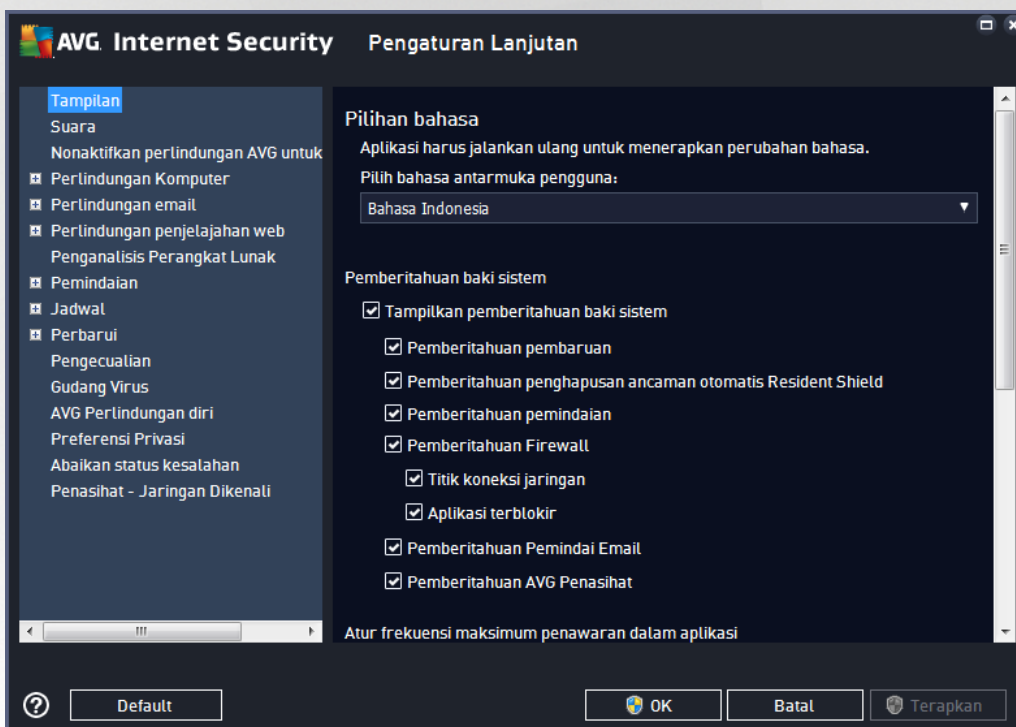 AVG Internet Security Pengaturan Lanjutan
Tampilan
Suara
Nonaktifkan perlindungan AVG untuk
Perlindungan Komputer
Perlindungan email
Perlindungan penjelajahan web
Penganalisis Perangkat Lunak
Pemindaian
Jadwal
Perbarui
Pengecualian
Gudang Virus
AVG Perlindungan diri
Preferensi Privasi
Abaikan status kesalahan
Penasihat - Jaringan Dikenali
Pilihan bahasa
Aplikasi harus jalankan ulang untuk menerapkan perubahan bahasa.
Pilih bahasa antarmuka pengguna:
Bahasa Indonesia
Pemberitahuan baki sistem
Tampilkan pemberitahuan baki sistem
Pemberitahuan pembaruan
Pemberitahuan penghapusan ancaman otomatis Resident Shield
Pemberitahuan pemindaian
Pemberitahuan Firewall
Titik koneksi jaringan
Aplikasi terblokir
Pemberitahuan Pemindai Email
Pemberitahuan AVG Penasihat
Atur frekuensi maksimum penawaran dalam aplikasi
Default
OK
Batal
Terapkan